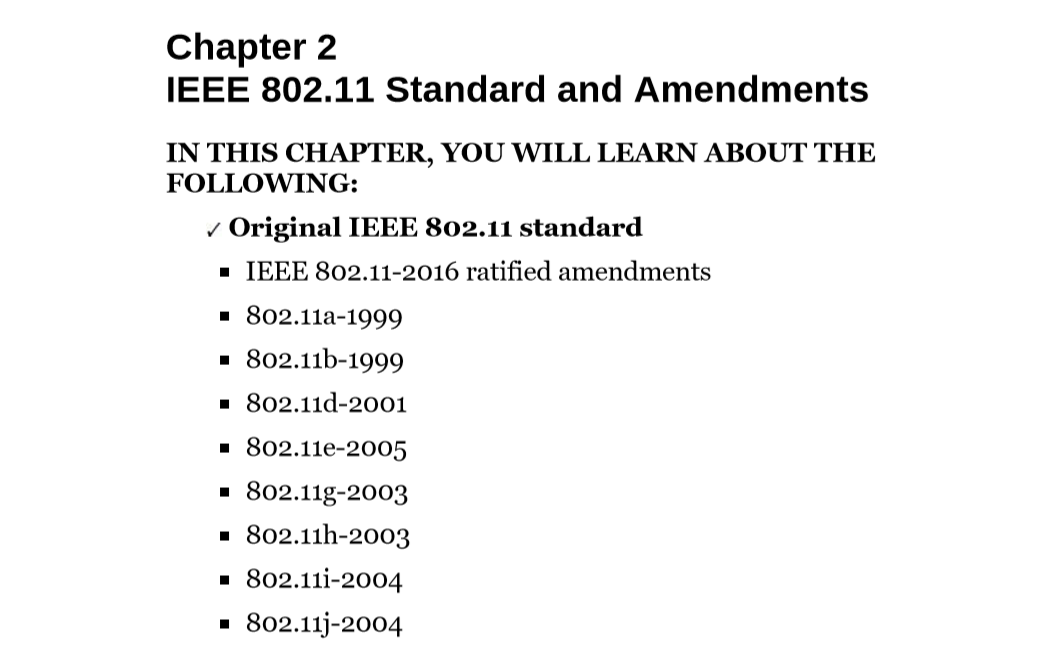 Chapter 2
IEEE 802.11 Standard and Amendments
IN THIS CHAPTER, YOU WILL LEARN ABOUT THE
FOLLOWING:
✓ Original IEEE 802.11 standard
▪ IEEE 802.11-2016 ratified amendments
▪ 802.11a-1999
▪ 802.11b-1999
▪ 802.11d-2001
▪ 802.11e-2005
▪ 802.11g-2003
▪ 802.11h-2003
▪ 802.11i-2004
▪ 802.11j-2004